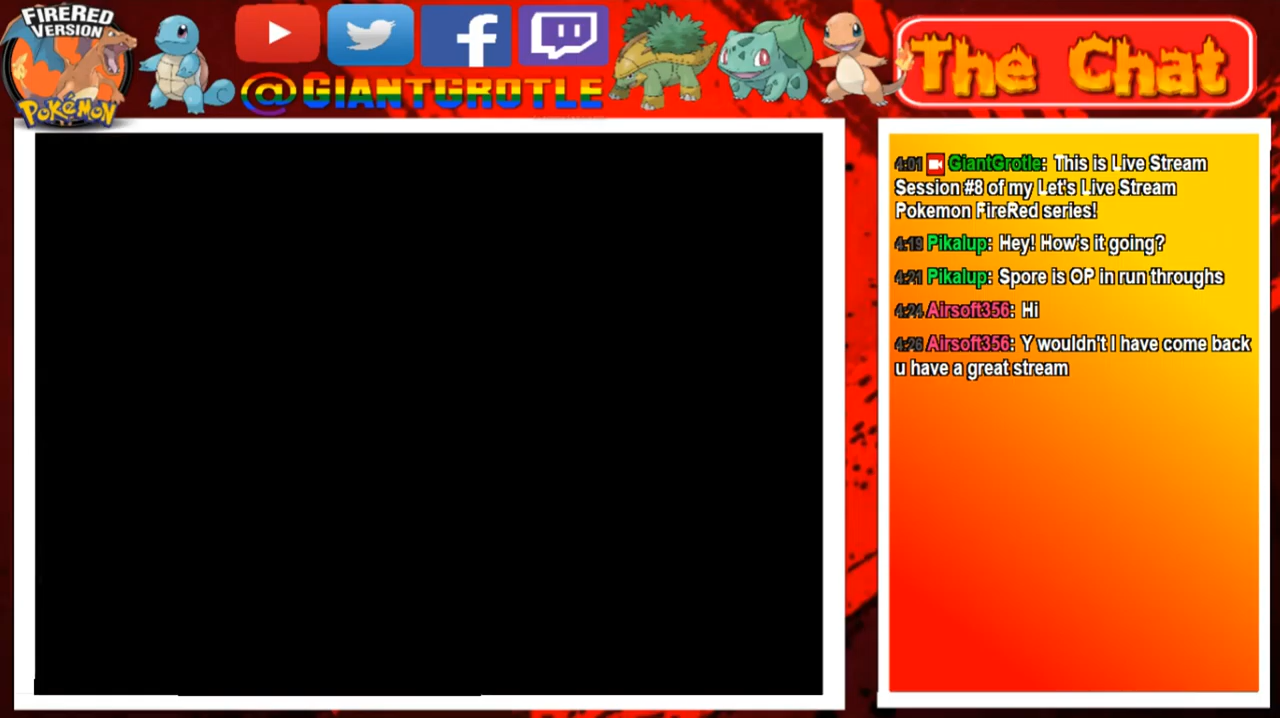 FIRERED
VERSION
POKéMON
@GIANTGROTLE
The Chat
4:01 GiantGrotle: This is Live Stream
Session #8 of my Let's Live Stream
Pokemon FireRed series!
4:19 Pikalup: Hey! How's it going?
4:21 Pikalup: Spore is OP in run throughs
4:24 Airsoft356: Hi
4:26 Airsoft356: Y wouldn't I have come back
u have a great stream